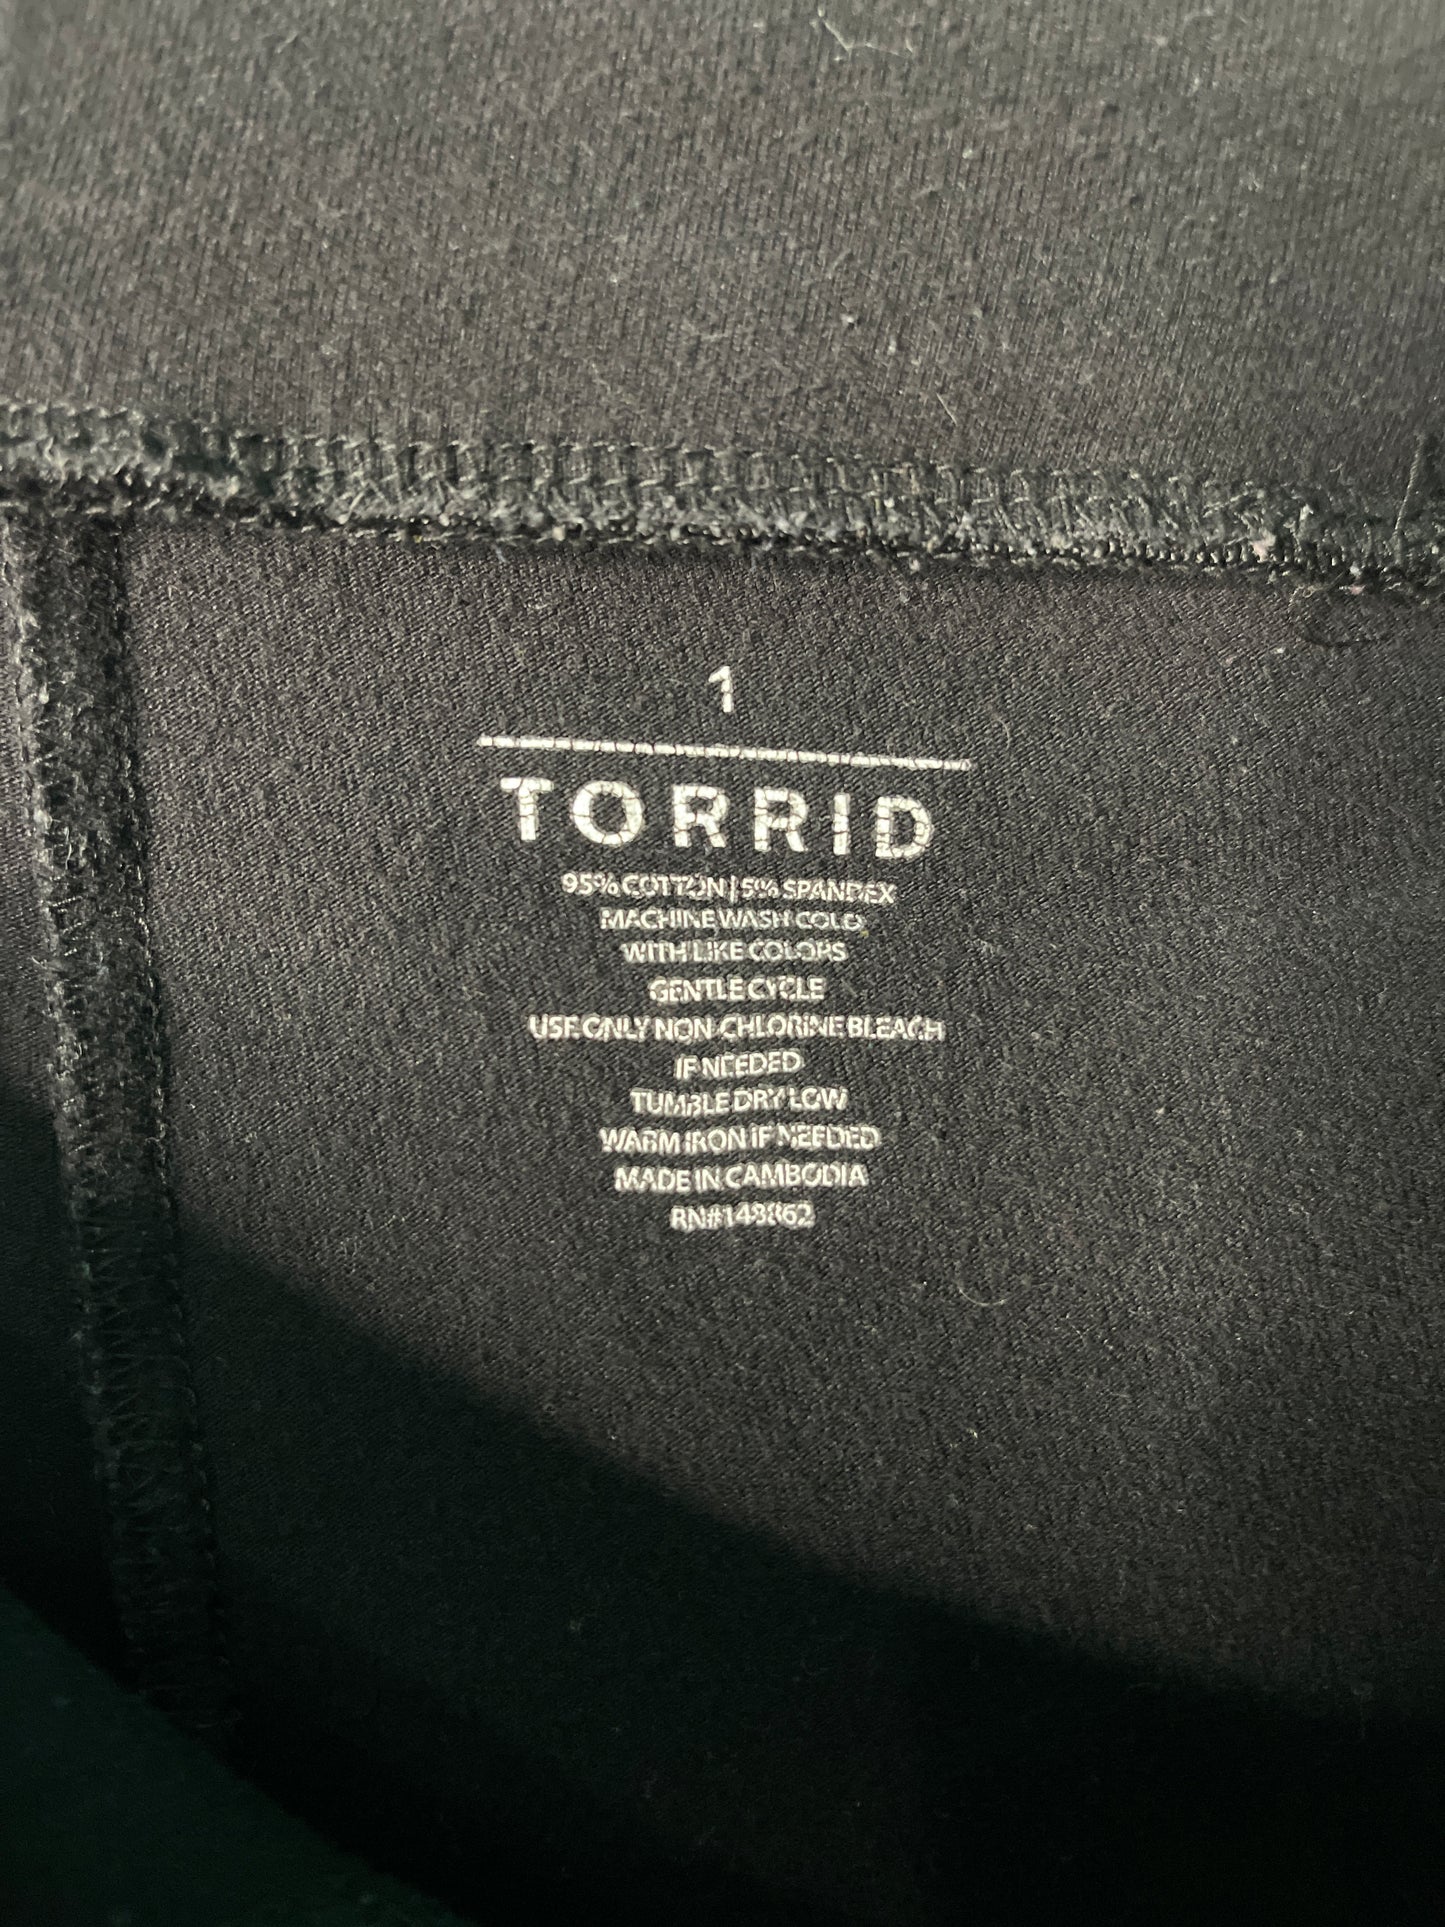 1
TORRID
95% COTTON | 5% SPANDEX
MACHINE WASH COLD
WITH LIKE COLORS
GENTLE CYCLE
USE ONLY NON-CHLORINE BLEACH
IF NEEDED
TUMBLE DRY LOW
WARM IRON IF NEEDED
MADE IN CAMBODIA
RN#148862